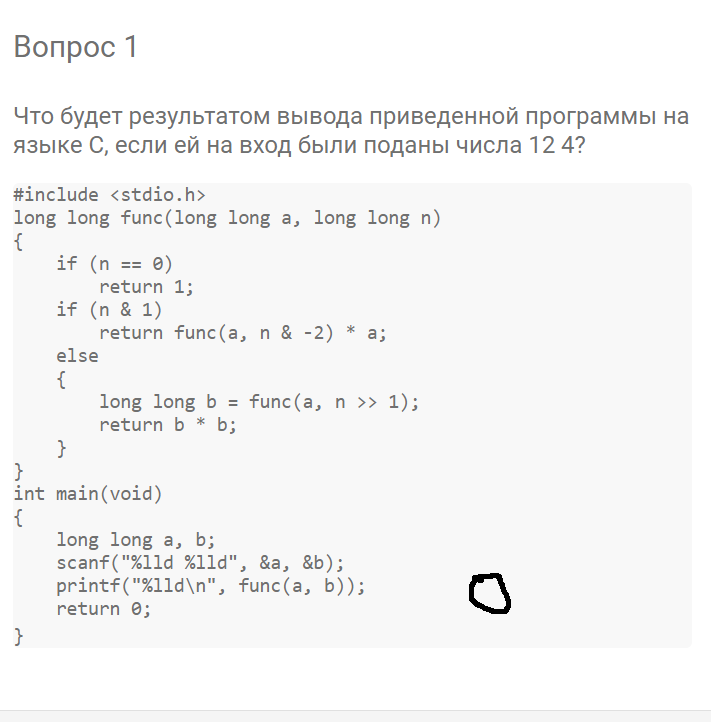 Вопрос 1
Что будет результатом вывода приведенной программы на
языке C, если ей на вход были поданы числа 12 4?
#include <stdio.h>
long long func(long long a, long long n)
{
    if (n == 0)
        return 1;
    if (n & 1)
        return func(a, n & -2) * a;
    else
    {
        long long b = func(a, n >> 1);
        return b * b;
    }
}
int main(void)
{
    long long a, b;
    scanf("%lld %lld", &a, &b);
    printf("%lld\n", func(a, b));
    return 0;
}